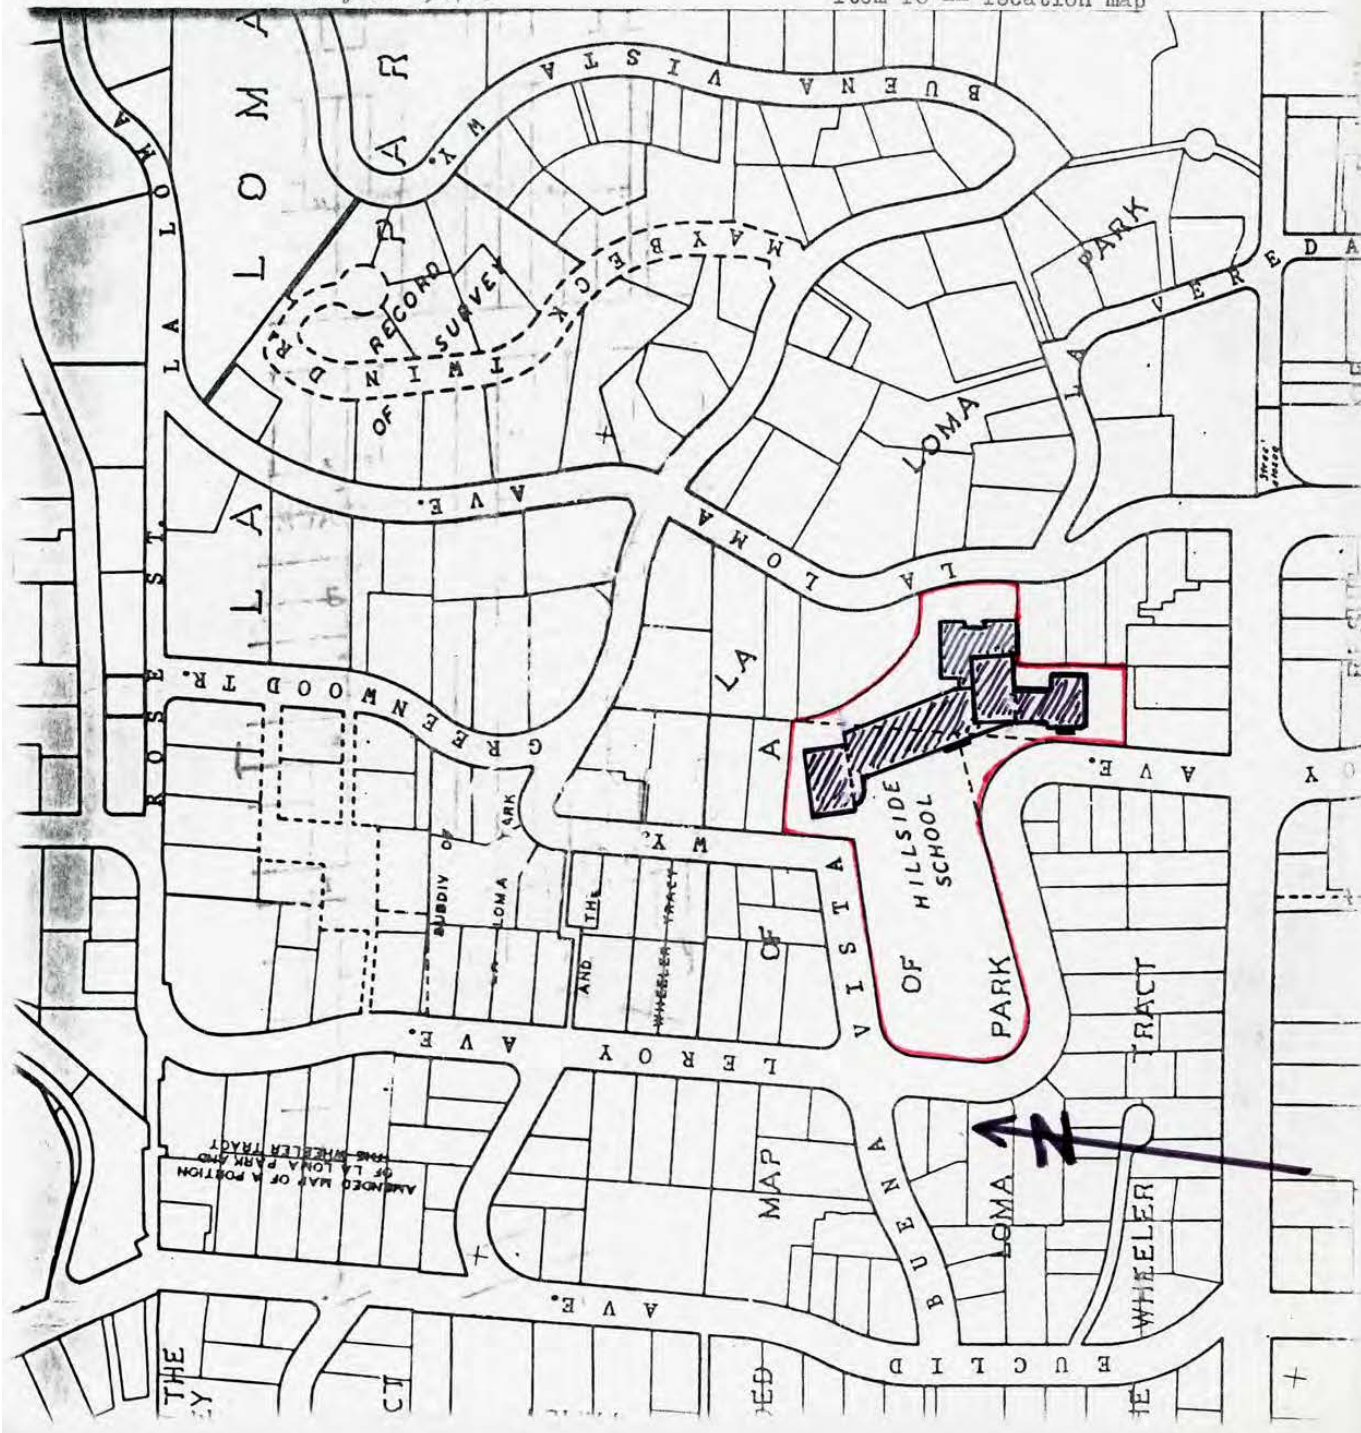 Item 10 -- location map
LA LOMA PARK
BUENA VISTA WY.
LA LOMA AVE.
MAYBECK TWIN DR.
RECORD
OF SURVEY
PARK
LOMA
LA VEREDA
LA LOMA
LA
ROSE ST.
GREENWOOD TR.
SUBDIV OF
LA LOMA PARK
AND THE
WHEELER TRACT
HILLSIDE
SCHOOL
MAP OF A
OF
PARK
LOMA
AVE.
BUENA VISTA WY.
LEROY AVE.
AMENDED MAP OF A PORTION
OF LA LOMA PARK AND
THE WHEELER TRACT
N
WHEELER TRACT
EUCLID AVE.
THE